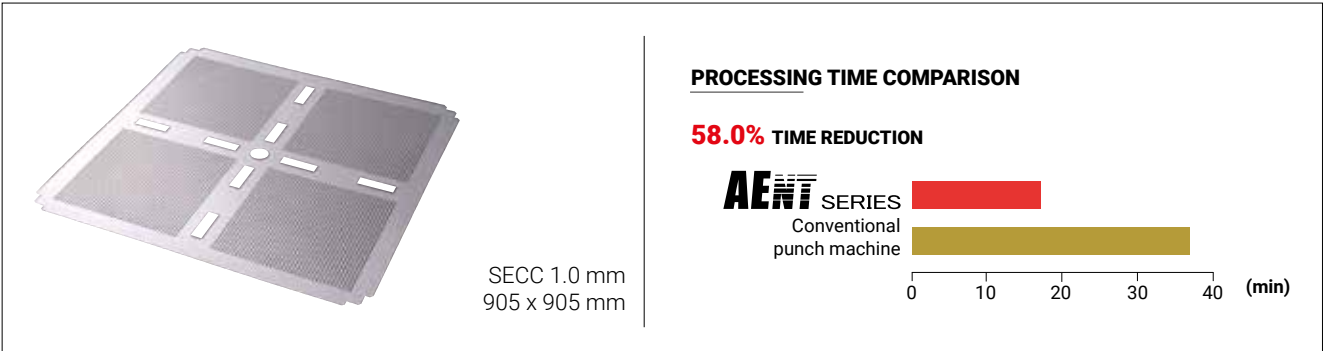 SECC 1.0 mm
905 x 905 mm
PROCESSING TIME COMPARISON
58.0% TIME REDUCTION
AENT SERIES
Conventional
punch machine
0 10 20 30 40 (min)